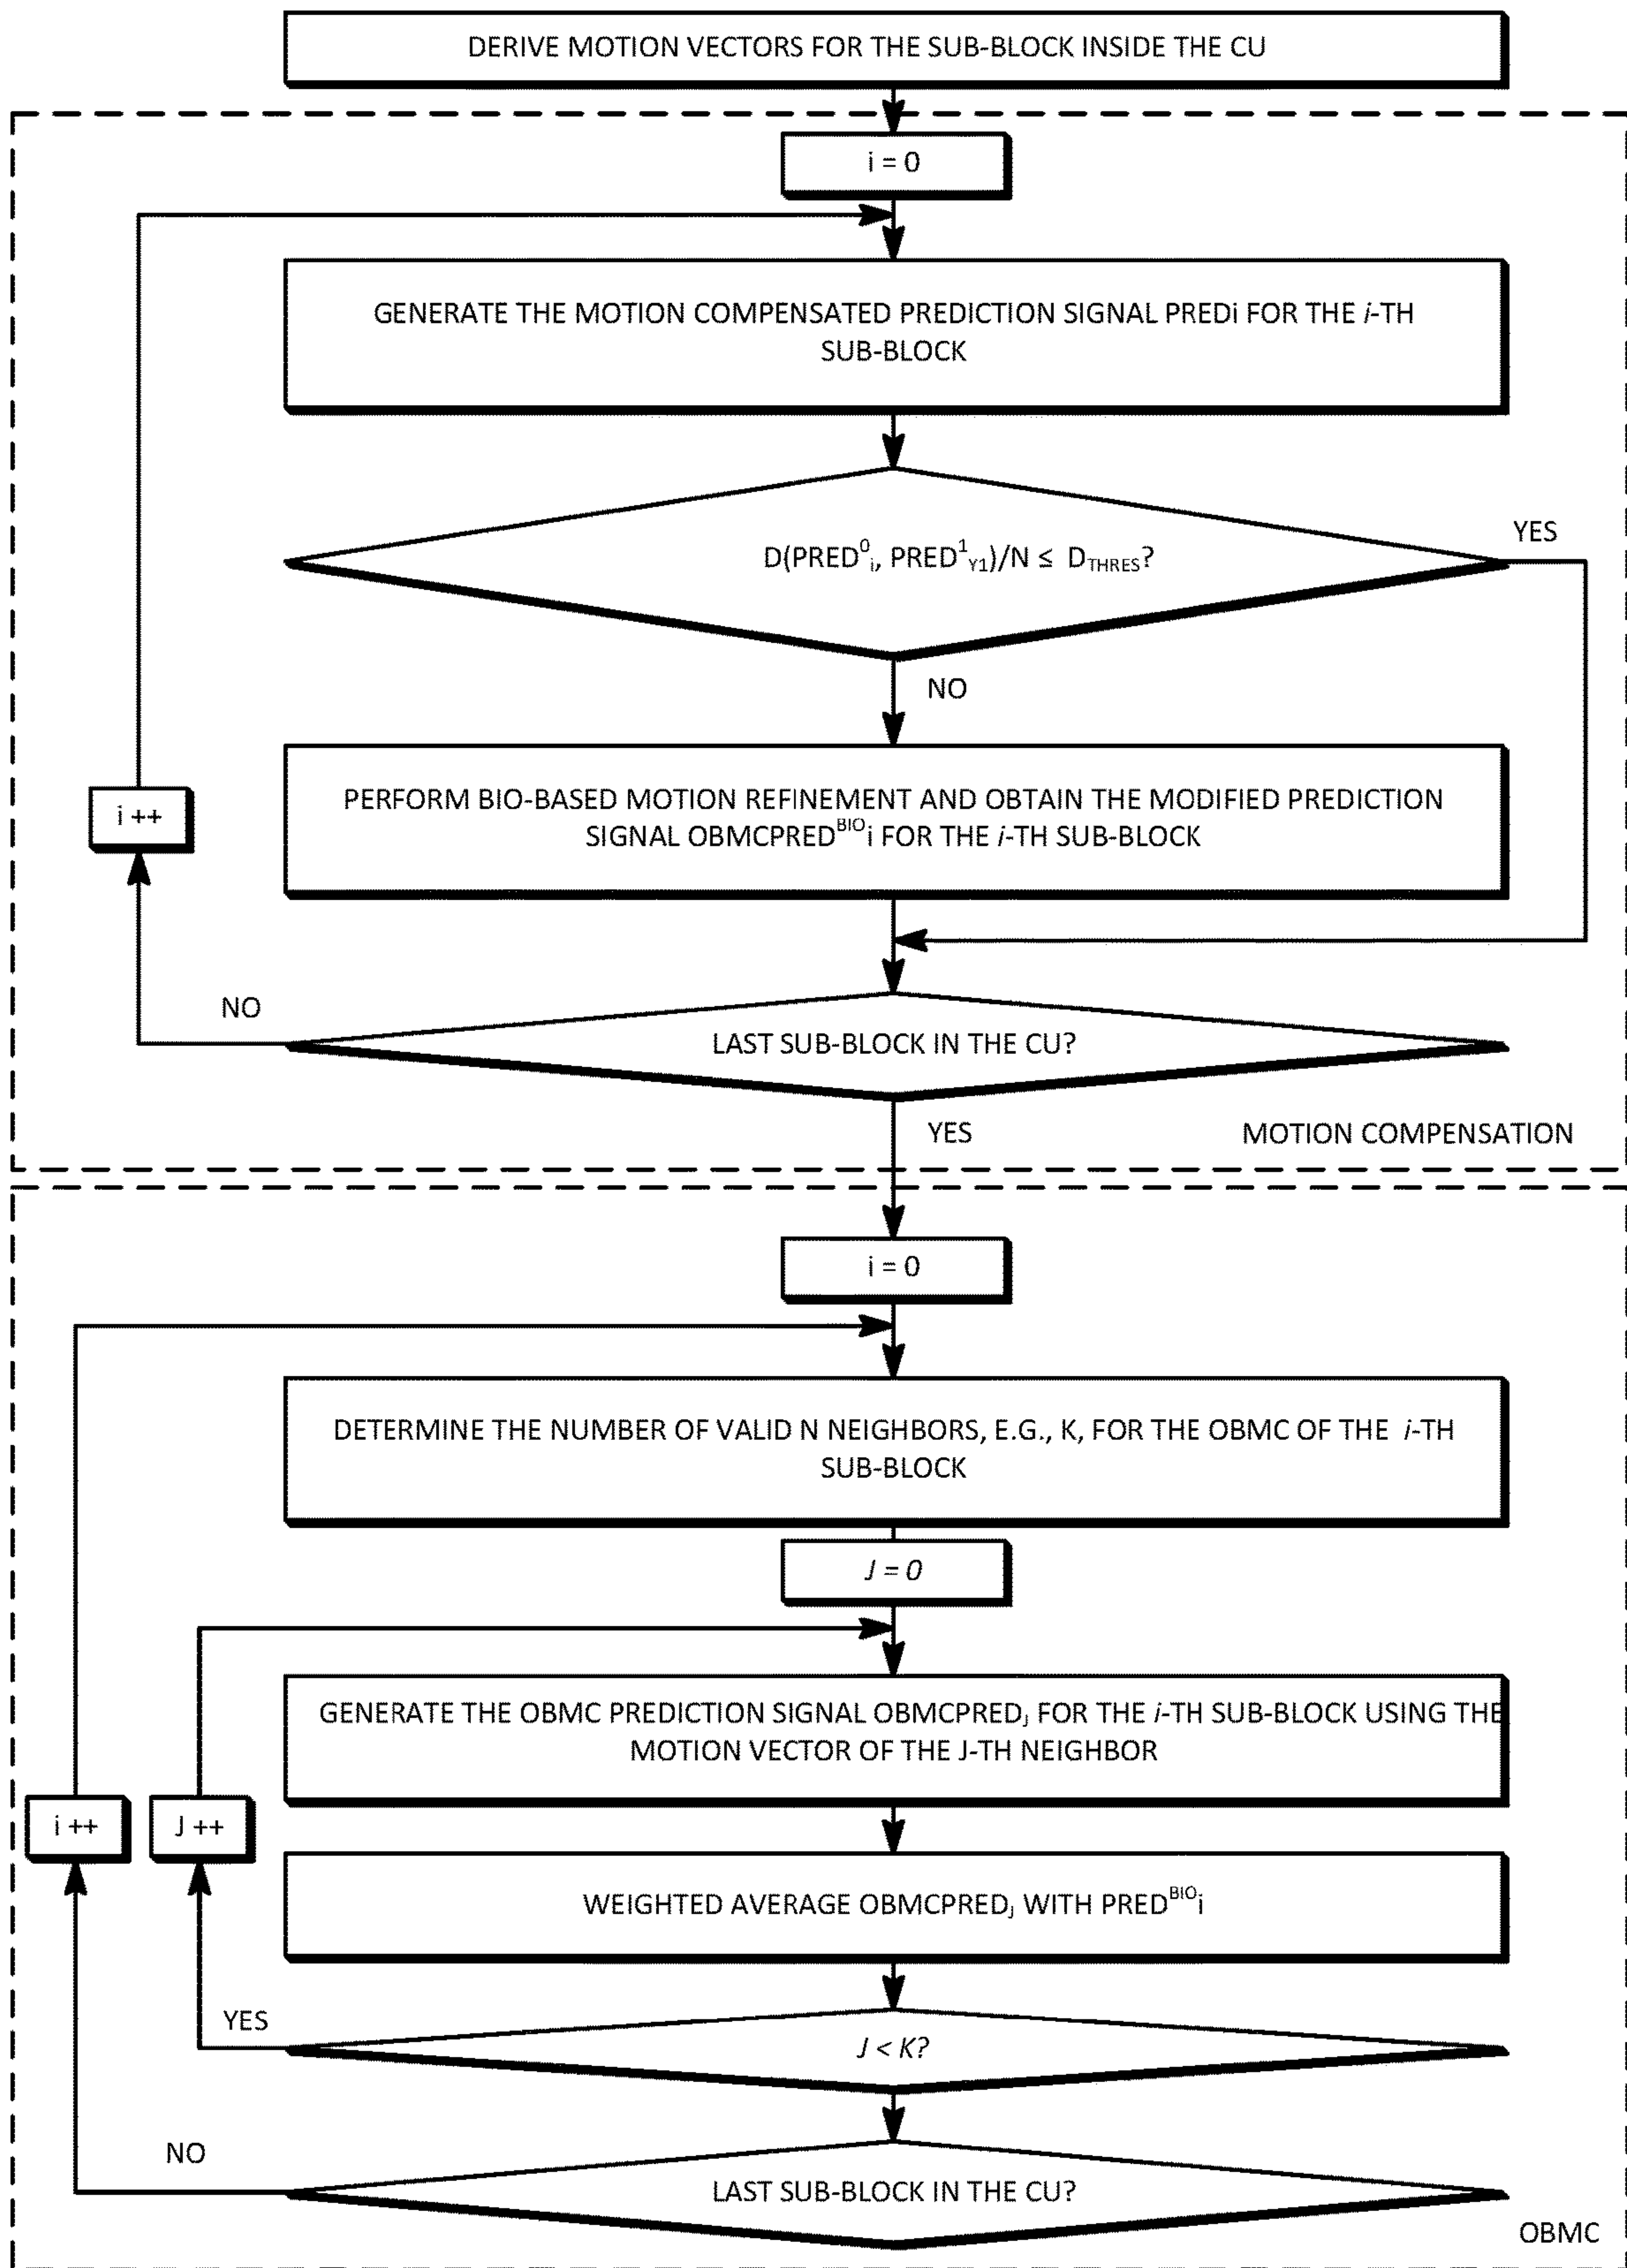 DERIVE MOTION VECTORS FOR THE SUB-BLOCK INSIDE THE CU
i = 0
GENERATE THE MOTION COMPENSATED PREDICTION SIGNAL PREDi FOR THE i-TH
SUB-BLOCK
D(PRED⁰ᵢ, PRED¹Y1)/N ≤ DTHRES?
YES
NO
PERFORM BIO-BASED MOTION REFINEMENT AND OBTAIN THE MODIFIED PREDICTION
SIGNAL OBMCPREDᴮᴵᴼi FOR THE i-TH SUB-BLOCK
i ++
NO
LAST SUB-BLOCK IN THE CU?
YES
MOTION COMPENSATION
i = 0
DETERMINE THE NUMBER OF VALID N NEIGHBORS, E.G., K, FOR THE OBMC OF THE i-TH
SUB-BLOCK
J = 0
GENERATE THE OBMC PREDICTION SIGNAL OBMCPREDJ FOR THE i-TH SUB-BLOCK USING THE
MOTION VECTOR OF THE J-TH NEIGHBOR
i ++
J ++
WEIGHTED AVERAGE OBMCPREDJ WITH PREDᴮᴵᴼi
YES
J < K?
NO
LAST SUB-BLOCK IN THE CU?
OBMC